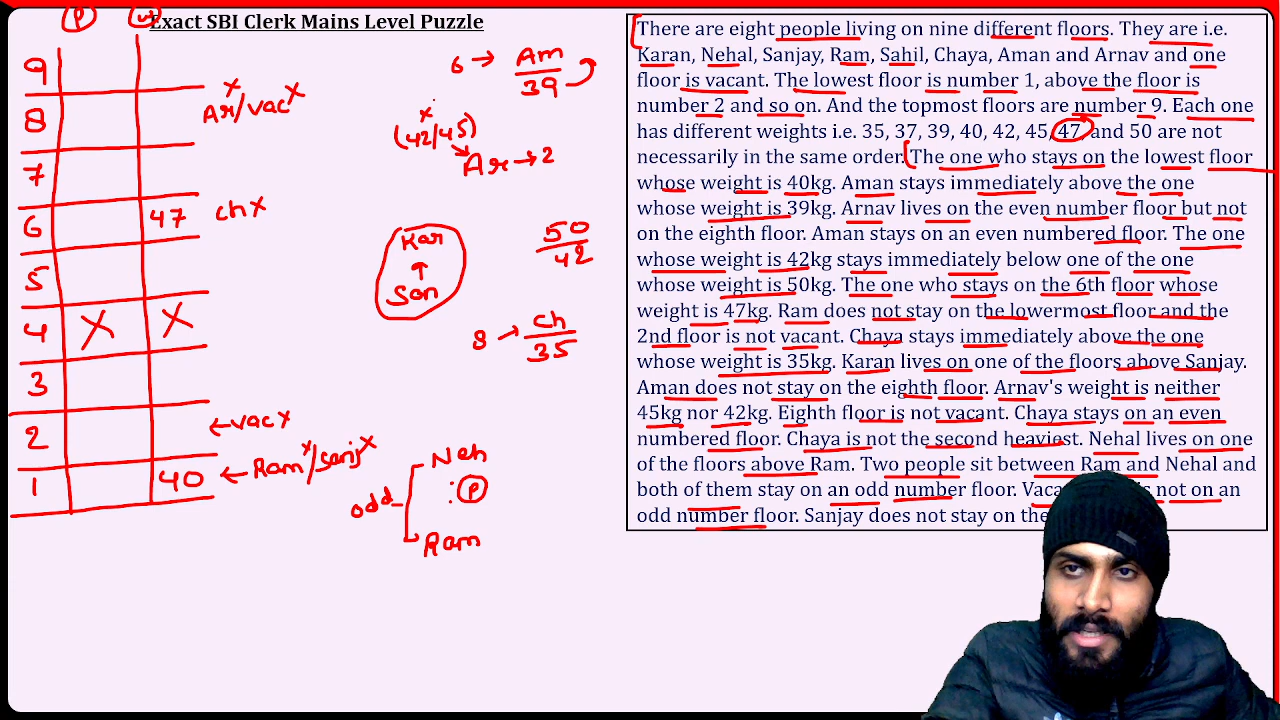 Exact SBI Clerk Mains Level Puzzle
P
9
8
7
6 47
5
4 X X
3
2
1 40
Ar/vac
ch x
← vac x
← Ram/sanj
6 → Am
39
(42/45)
Ar → 2
Kar
↑
San
50
42
8 → ch
35
odd
Neh
P
Ram
There are eight people living on nine different floors. They are i.e.
Karan, Nehal, Sanjay, Ram, Sahil, Chaya, Aman and Arnav and one
floor is vacant. The lowest floor is number 1, above the floor is
number 2 and so on. And the topmost floors are number 9. Each one
has different weights i.e. 35, 37, 39, 40, 42, 45, 47 and 50 are not
necessarily in the same order. The one who stays on the lowest floor
whose weight is 40kg. Aman stays immediately above the one
whose weight is 39kg. Arnav lives on the even number floor but not
on the eighth floor. Aman stays on an even numbered floor. The one
whose weight is 42kg stays immediately below one of the one
whose weight is 50kg. The one who stays on the 6th floor whose
weight is 47kg. Ram does not stay on the lowermost floor and the
2nd floor is not vacant. Chaya stays immediately above the one
whose weight is 35kg. Karan lives on one of the floors above Sanjay.
Aman does not stay on the eighth floor. Arnav's weight is neither
45kg nor 42kg. Eighth floor is not vacant. Chaya stays on an even
numbered floor. Chaya is not the second heaviest. Nehal lives on one
of the floors above Ram. Two people sit between Ram and Nehal and
both of them stay on an odd number floor. is not on an
odd number floor. Sanjay does not stay on the